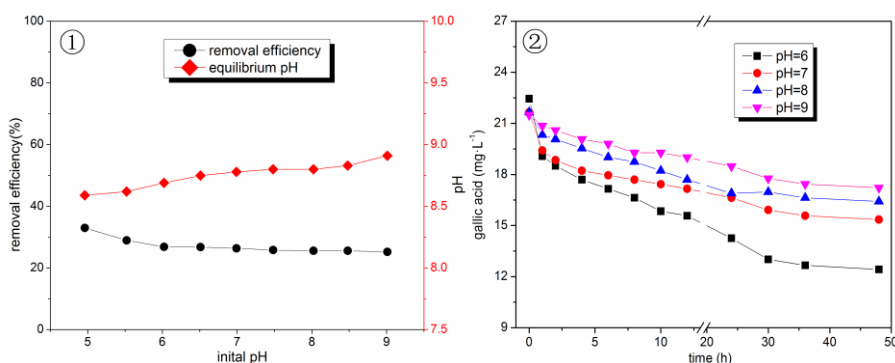 ①
removal efficiency
equilibrium pH
100
80
60
40
20
0
removal efficiency(%)
10.0
9.5
9.0
8.5
8.0
7.5
pH
5 6 7 8 9
inital pH
②
pH=6
pH=7
pH=8
pH=9
27
24
21
18
15
12
9
gallic acid (mg·L⁻¹)
0 5 10 20 30 40 50
time (h)